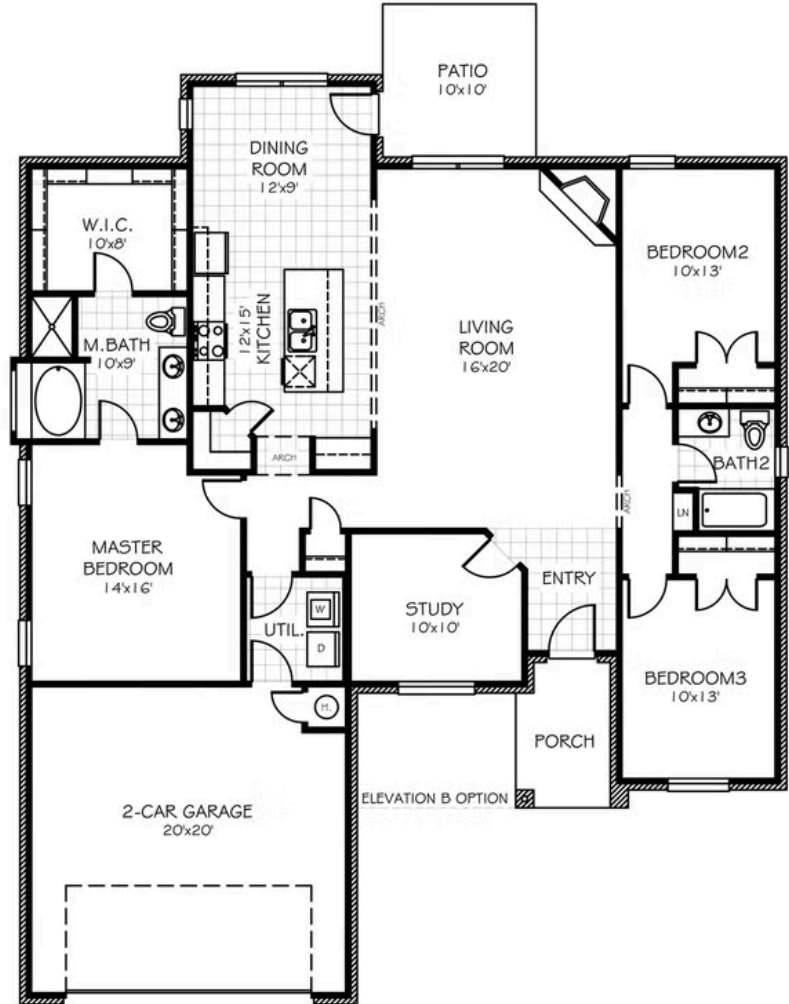 PATIO
10'x10'
DINING
ROOM
12'x9'
W.I.C.
10'x8'
BEDROOM2
10'x13'
12'x15'
KITCHEN
ARCH
LIVING
ROOM
16'x20'
M.BATH
10'x9'
ARCH
BATH2
ARCH
LN
MASTER
BEDROOM
14'x16'
STUDY
10'x10'
ENTRY
W
UTIL.
D
BEDROOM3
10'x13'
H.
PORCH
ELEVATION B OPTION
2-CAR GARAGE
20'x20'